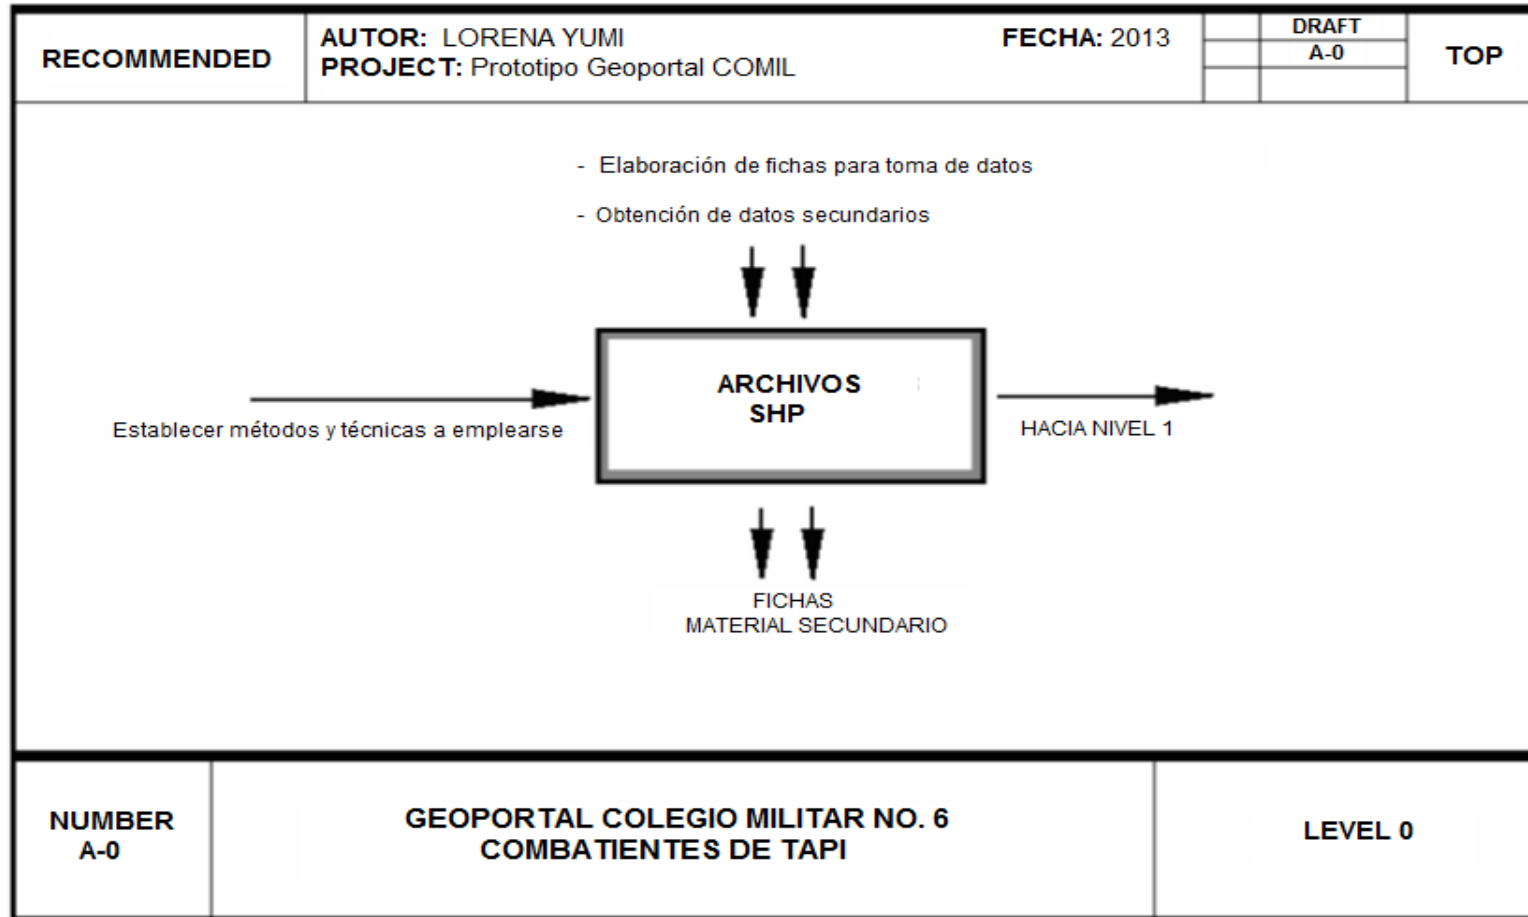 RECOMMENDED
AUTOR: LORENA YUMI
PROJECT: Prototipo Geoportal COMIL
FECHA: 2013
DRAFT
A-0
TOP
- Elaboración de fichas para toma de datos
- Obtención de datos secundarios
ARCHIVOS
SHP
Establecer métodos y técnicas a emplearse
HACIA NIVEL 1
FICHAS
MATERIAL SECUNDARIO
NUMBER
A-0
GEOPORTAL COLEGIO MILITAR NO. 6
COMBATIENTES DE TAPI
LEVEL 0